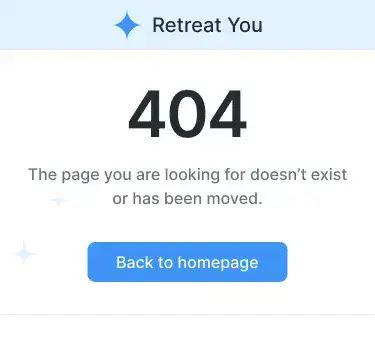 Retreat You
404
The page you are looking for doesn’t exist
or has been moved.
Back to homepage